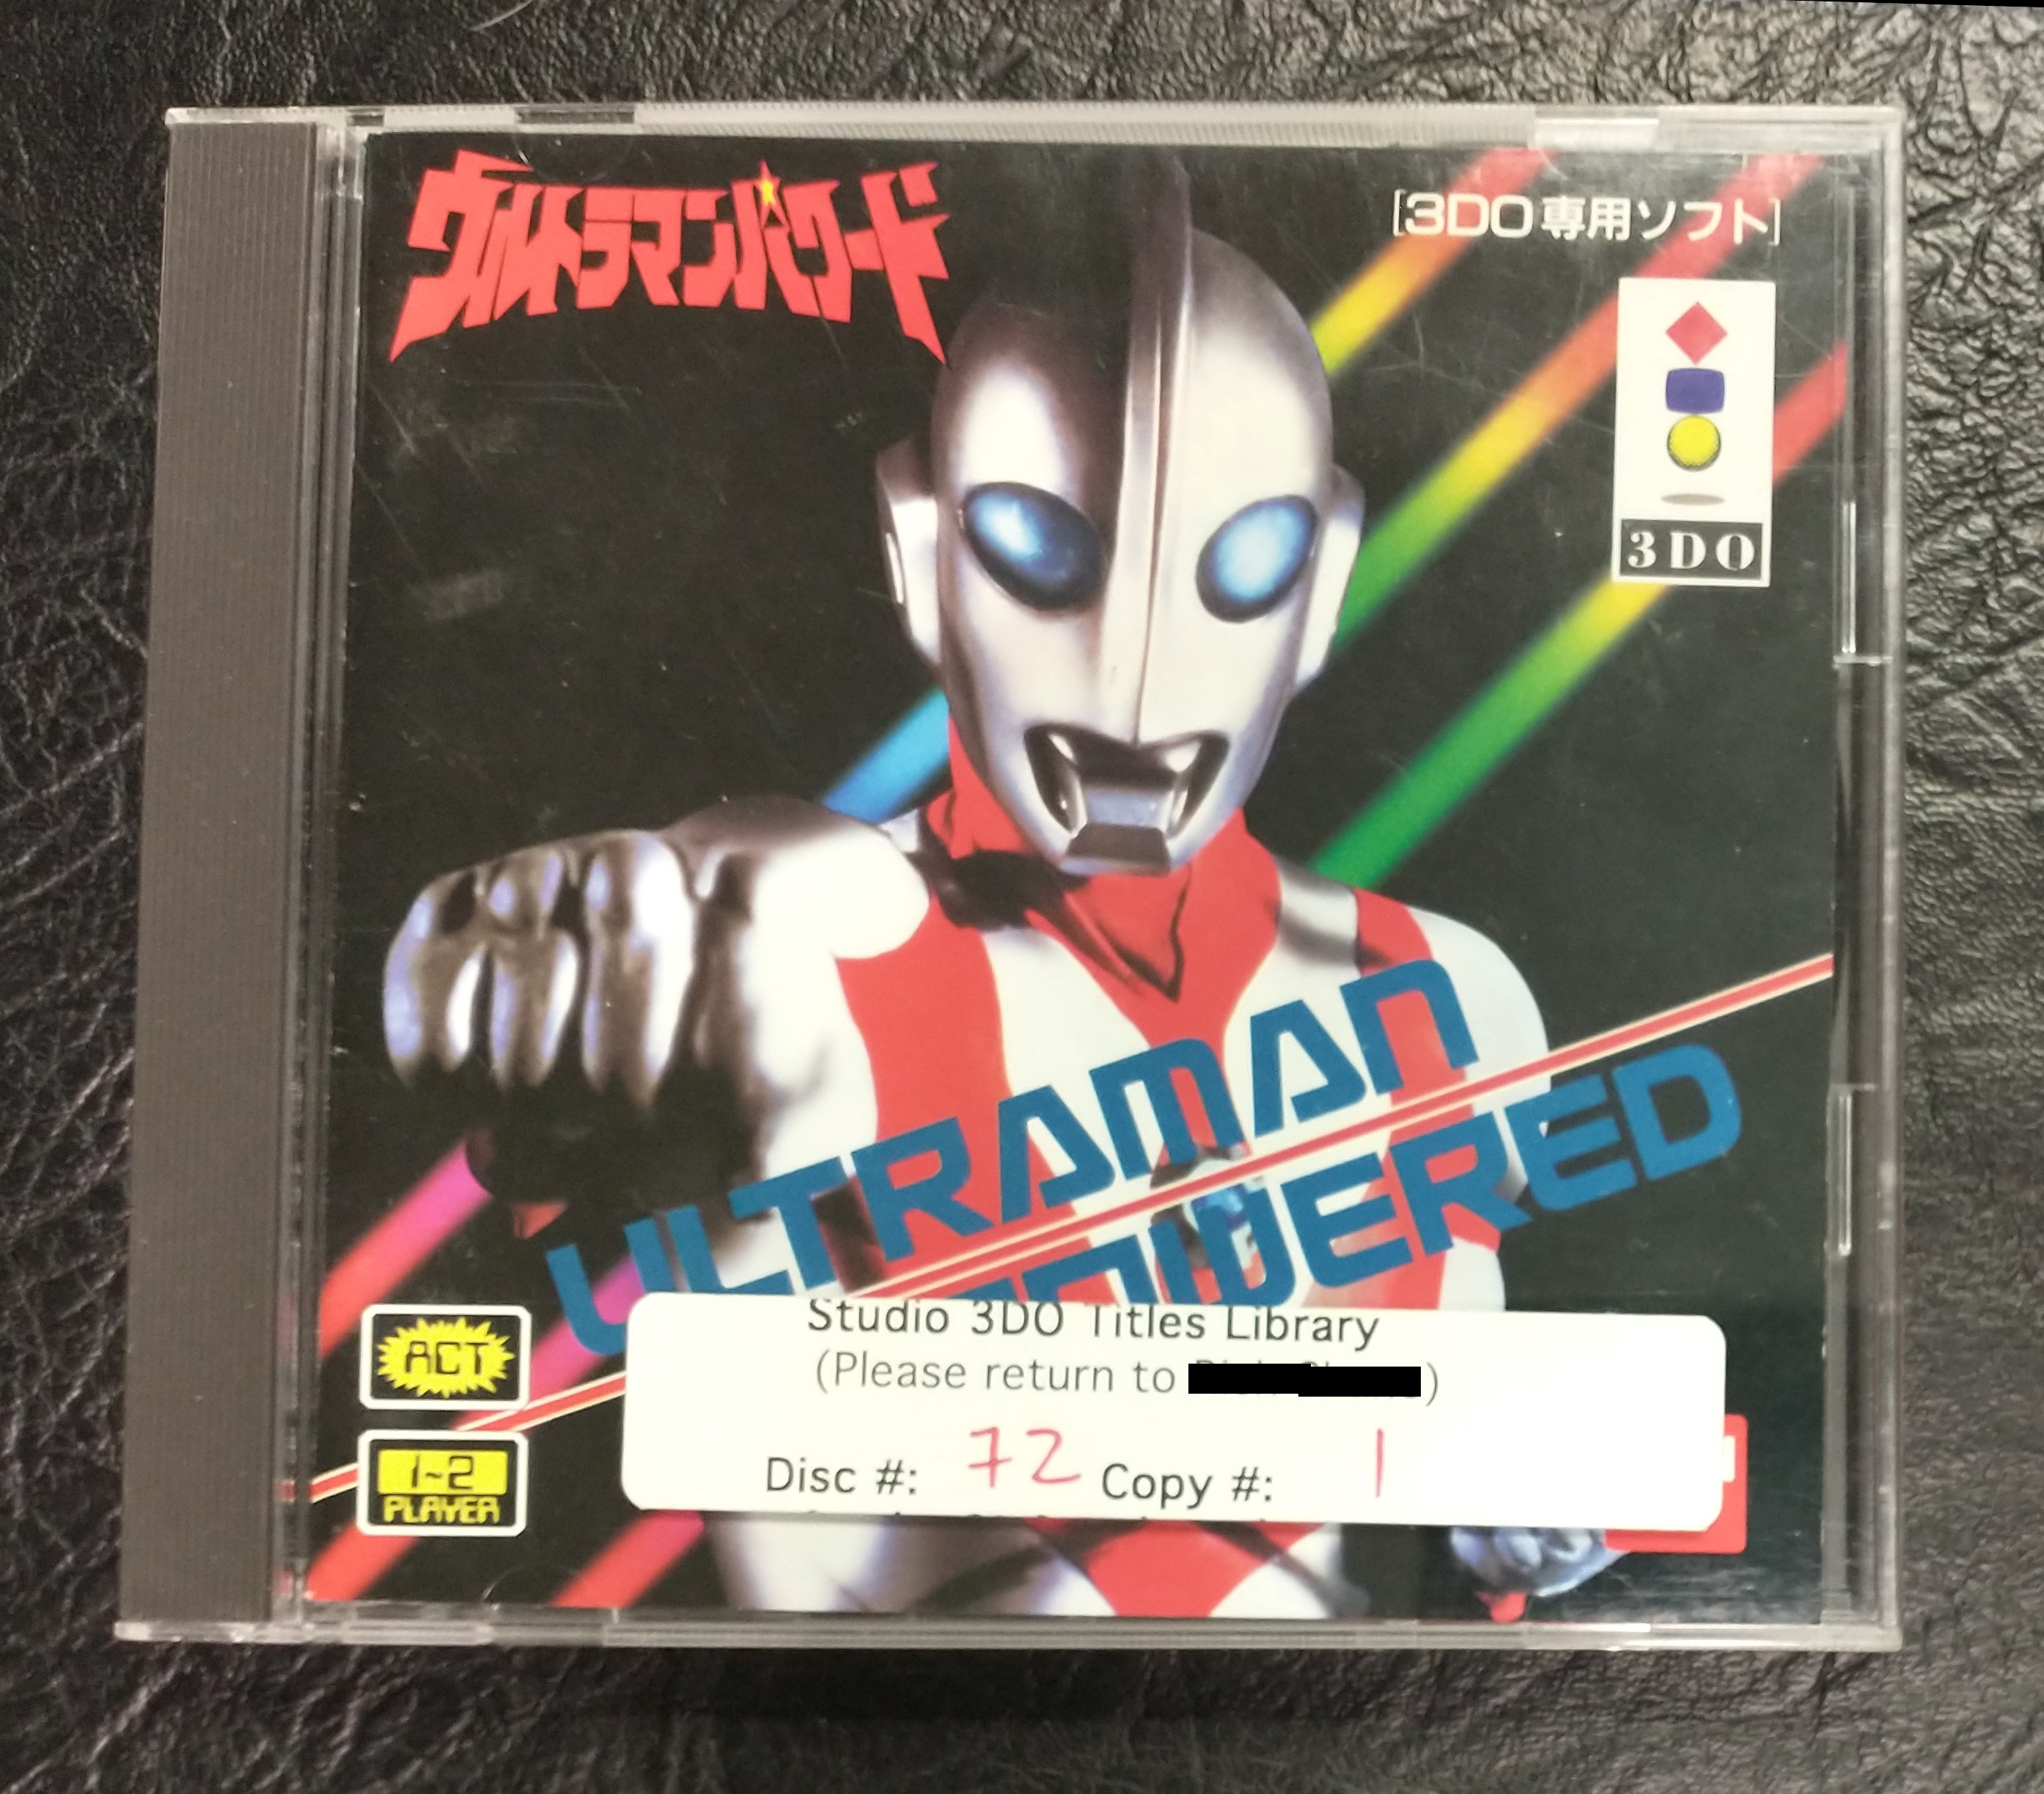 ウルトラマンパワード
[3DO専用ソフト]
3DO
ULTRAMAN
POWERED
ACT
1~2
PLAYER
Studio 3DO Titles Library
(Please return to )
Disc #: 72 Copy #: 1